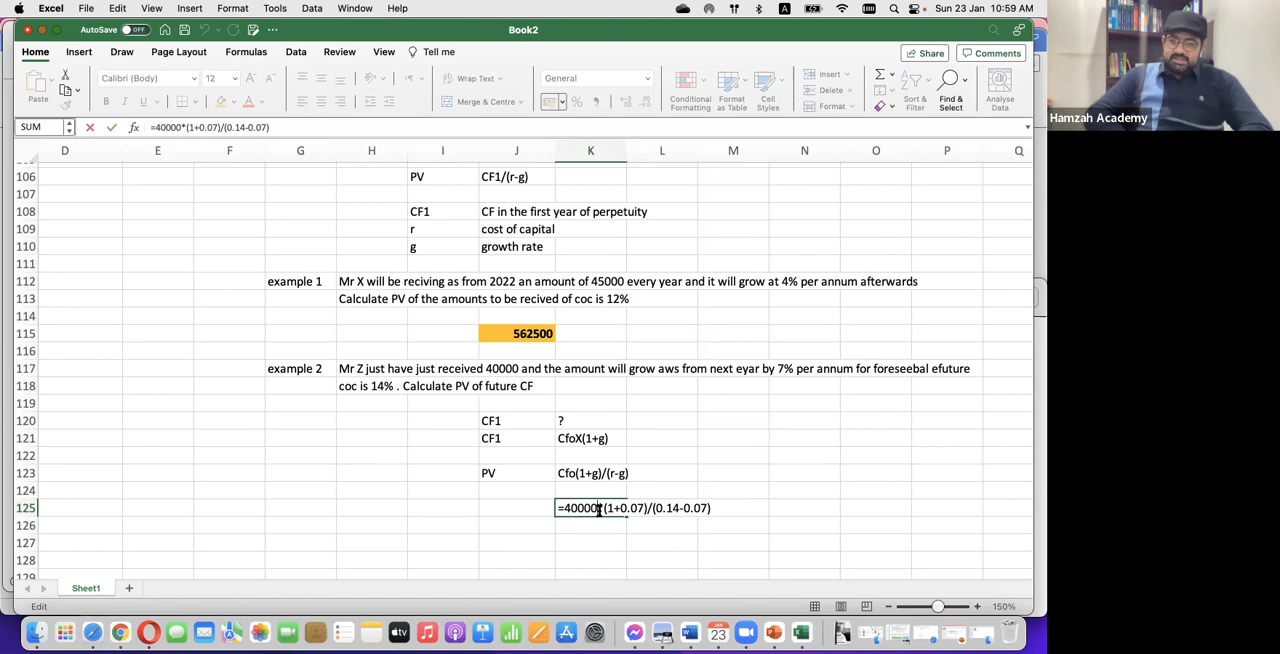 Excel File Edit View Insert Format Tools Data Window Help A Sun 23 Jan 10:59 AM
AutoSave OFF Book2
Home Insert Draw Page Layout Formulas Data Review View Tell me Share Comments
Paste Calibri (Body) 12 Wrap Text General Conditional Formatting Format as Table Cell Styles Insert Sort & Filter Find & Select Analyse Data
B I U A Merge & Centre % Delete
Format
SUM fx =40000*(1+0.07)/(0.14-0.07)
D E F G H I J K L M N O P Q
106 PV CF1/(r-g)
107
108 CF1 CF in the first year of perpetuity
109 r cost of capital
110 g growth rate
111
112 example 1 Mr X will be reciving as from 2022 an amount of 45000 every year and it will grow at 4% per annum afterwards
113 Calculate PV of the amounts to be recived of coc is 12%
114
115 562500
116
117 example 2 Mr Z just have just received 40000 and the amount will grow aws from next eyar by 7% per annum for foreseebal efuture
118 coc is 14% . Calculate PV of future CF
119
120 CF1 ?
121 CF1 CfoX(1+g)
122
123 PV Cfo(1+g)/(r-g)
124
125 =40000*(1+0.07)/(0.14-0.07)
126
127
128
129
Sheet1 +
Edit 150%
tv JAN 23
Hamzah Academy